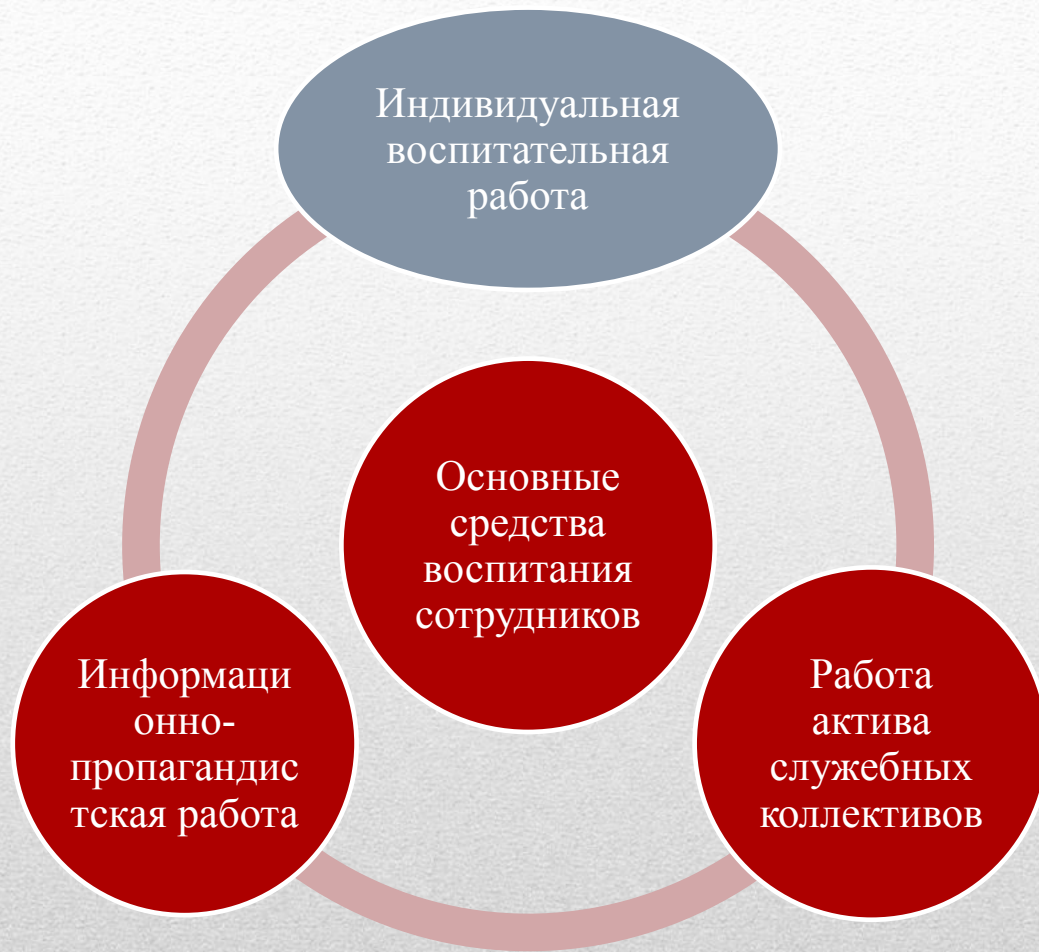 Индивидуальная
воспитательная
работа
Основные
средства
воспитания
сотрудников
Информаци
онно-
пропагандис
тская работа
Работа
актива
служебных
коллективов